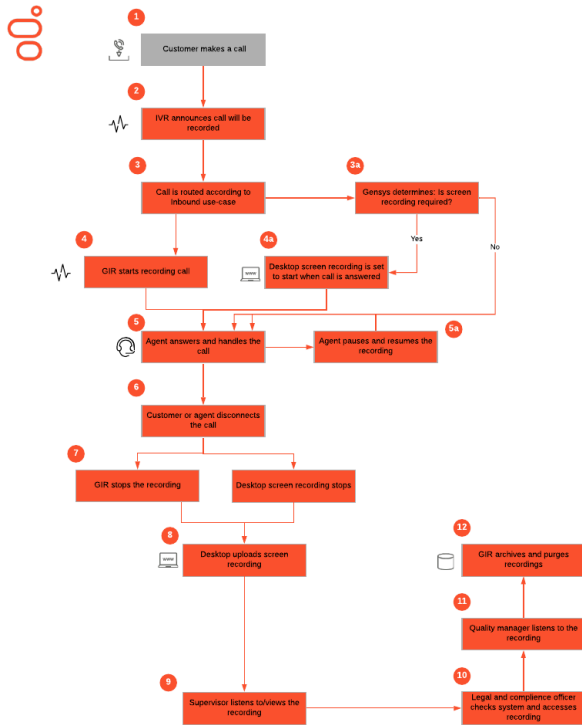 1
Customer makes a call
2
IVR announces call will be
recorded
3
Call is routed according to
inbound use-case
3a
Gensys determines: Is screen
recording required?
Yes
No
4
GIR starts recording call
4a
www
Desktop screen recording is set
to start when call is answered
5
Agent answers and handles the
call
5a
Agent pauses and resumes the
recording
6
Customer or agent disconnects
the call
7
GIR stops the recording
Desktop screen recording stops
8
www
Desktop uploads screen
recording
9
Supervisor listens to/views the
recording
10
Legal and complience officer
checks system and accesses
recording
11
Quality manager listens to the
recording
12
GIR archives and purges
recordings